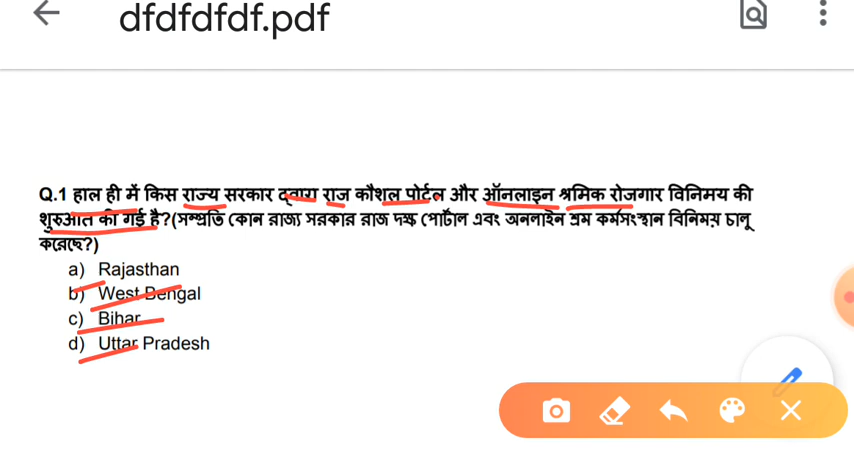 dfdfdfdf.pdf
Q.1 हाल ही में किस राज्य सरकार द्वारा राज कौशल पोर्टल और ऑनलाइन श्रमिक रोजगार विनिमय की
शुरुआत की गई है?(সম্প্রতি কোন রাজ্য সরকার রাজ দক্ষ পোর্টাল এবং অনলাইন শ্রম কর্মসংস্থান বিনিময় চালু
করেছে?)
a) Rajasthan
b) West Bengal
c) Bihar
d) Uttar Pradesh